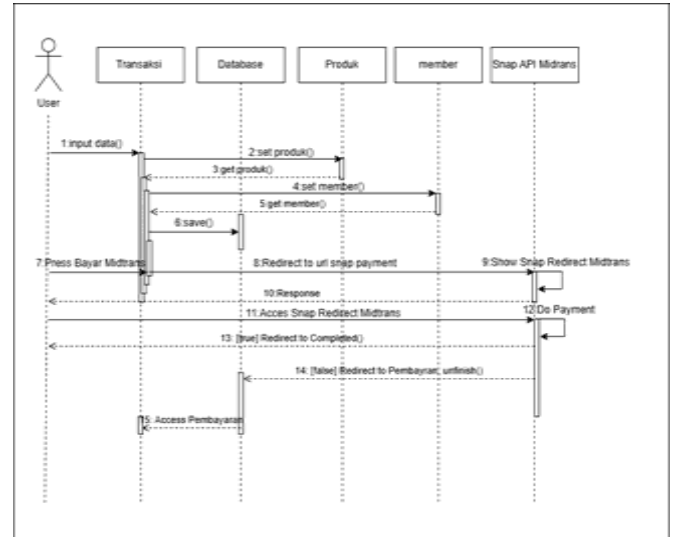 Transaksi
Database
Produk
member
Snap API Midrans
User
1:input data()
2:set produk()
3:get produk()
4:set member()
5:get member()
6:save()
7:Press Bayar Midtrans
8:Redirect to url snap payment
9:Show Snap Redirect Midtrans
10:Response
11:Acces Snap Redirect Midtrans
12:Do Payment
13: [true] Redirect to Completed()
14: [false] Redirect to Pembayran, unfinish()
15: Access Pembayaran